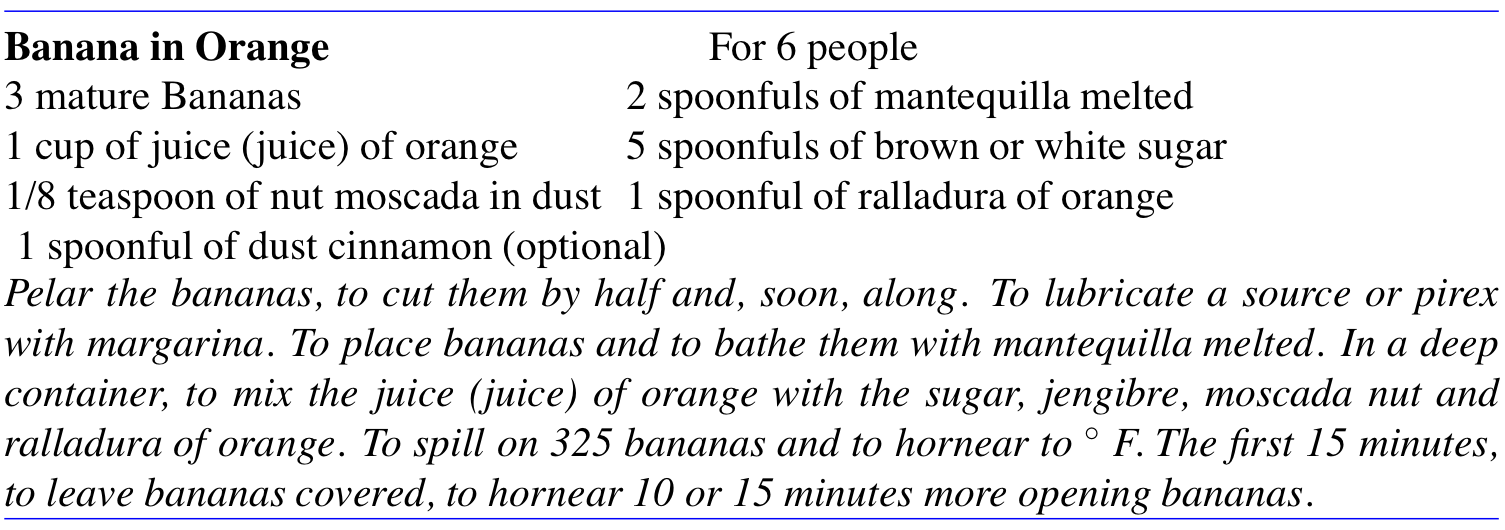 Banana in Orange For 6 people
3 mature Bananas 2 spoonfuls of mantequilla melted
1 cup of juice (juice) of orange 5 spoonfuls of brown or white sugar
1/8 teaspoon of nut moscada in dust 1 spoonful of ralladura of orange
1 spoonful of dust cinnamon (optional)
Pelar the bananas, to cut them by half and, soon, along. To lubricate a source or pirex
with margarina. To place bananas and to bathe them with mantequilla melted. In a deep
container, to mix the juice (juice) of orange with the sugar, jengibre, moscada nut and
ralladura of orange. To spill on 325 bananas and to hornear to ° F. The first 15 minutes,
to leave bananas covered, to hornear 10 or 15 minutes more opening bananas.